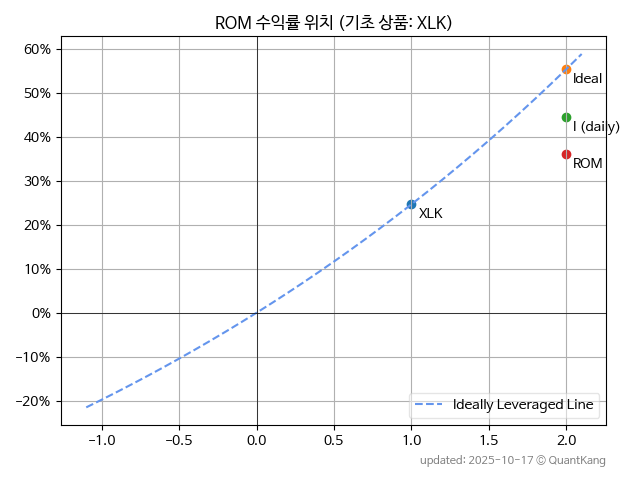 ROM 수익률 위치 (기초 상품: XLK)
60%
50%
40%
30%
20%
10%
0%
-10%
-20%
Ideal
I (daily)
ROM
XLK
Ideally Leveraged Line
-1.0 -0.5 0.0 0.5 1.0 1.5 2.0
updated: 2025-10-17 © QuantKang